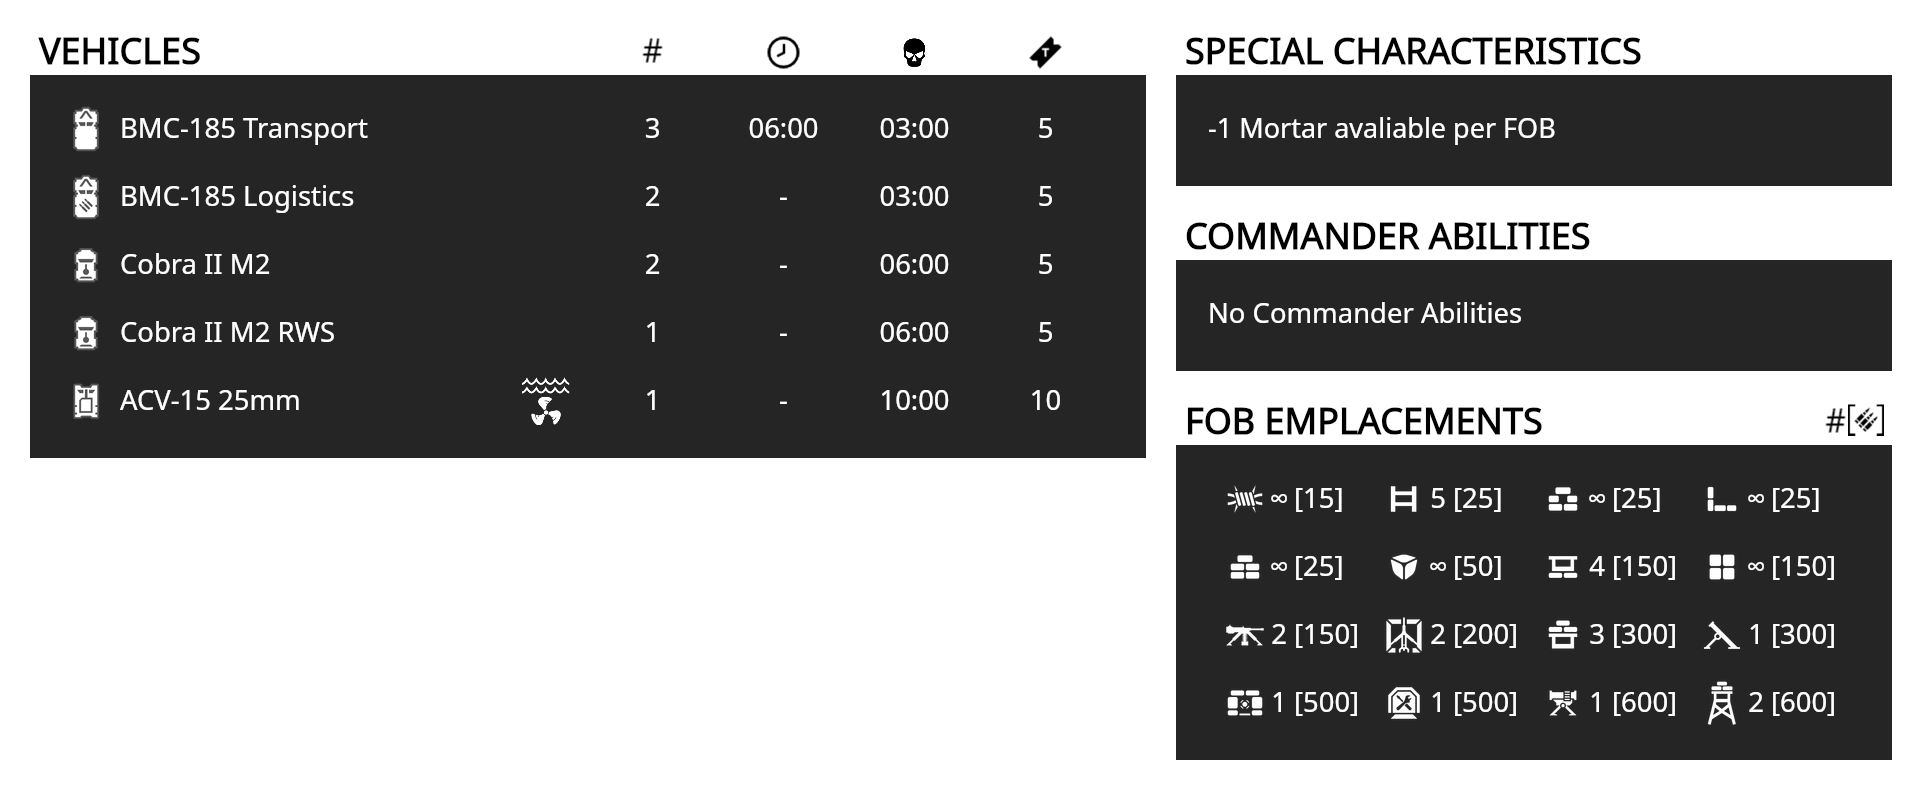 VEHICLES #
BMC-185 Transport 3 06:00 03:00 5
BMC-185 Logistics 2 - 03:00 5
Cobra II M2 2 - 06:00 5
Cobra II M2 RWS 1 - 06:00 5
ACV-15 25mm 1 - 10:00 10
SPECIAL CHARACTERISTICS
-1 Mortar avaliable per FOB
COMMANDER ABILITIES
No Commander Abilities
FOB EMPLACEMENTS #[]
∞ [15] 5 [25] ∞ [25] ∞ [25]
∞ [25] ∞ [50] 4 [150] ∞ [150]
2 [150] 2 [200] 3 [300] 1 [300]
1 [500] 1 [500] 1 [600] 2 [600]